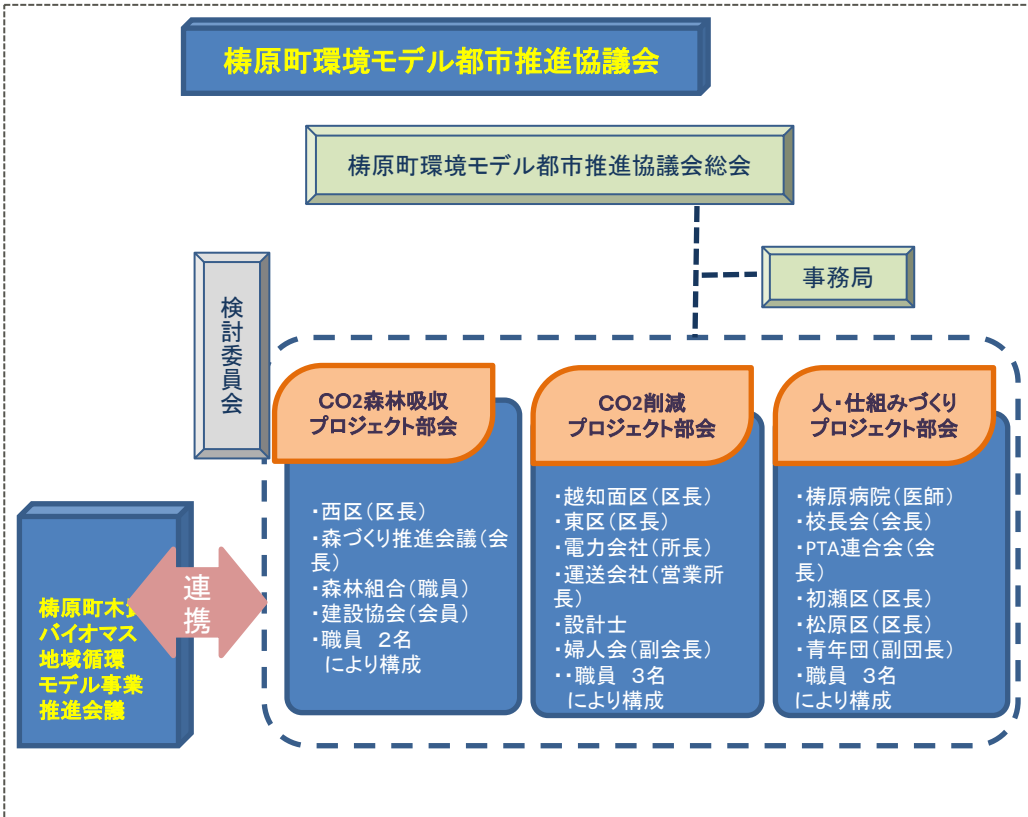 梼原町環境モデル都市推進協議会
梼原町環境モデル都市推進協議会総会
事務局
検討委員会
CO2森林吸収
プロジェクト部会
・西区(区長)
・森づくり推進会議(会
長)
・森林組合(職員)
・建設協会(会員)
・職員 2名
により構成
CO2削減
プロジェクト部会
・越知面区(区長)
・東区(区長)
・電力会社(所長)
・運送会社(営業所
長)
・設計士
・婦人会(副会長)
・・職員 3名
により構成
人・仕組みづくり
プロジェクト部会
・梼原病院(医師)
・校長会(会長)
・PTA連合会(会
長)
・初瀬区(区長)
・松原区(区長)
・青年団(副団長)
・職員 3名
により構成
連携
梼原町木質
バイオマス
地域循環
モデル事業
推進会議